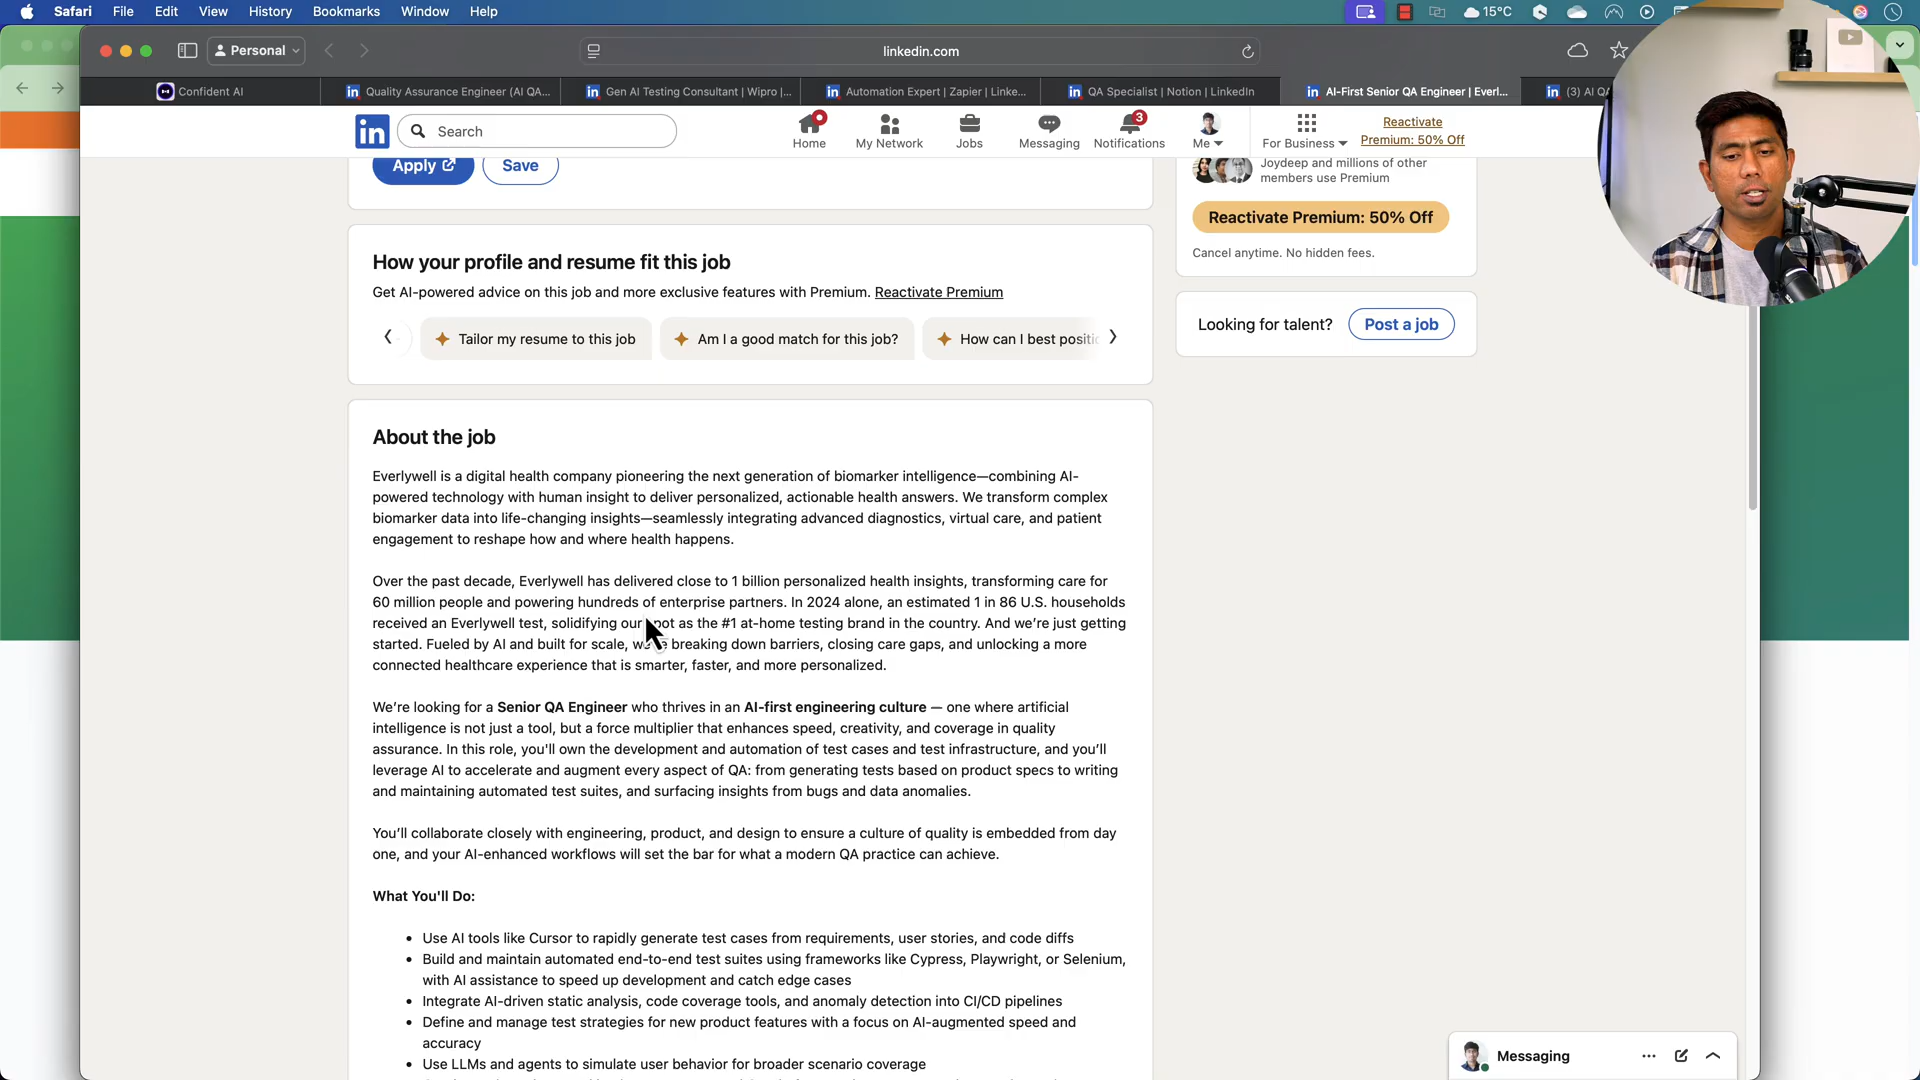 Safari File Edit View History Bookmarks Window Help 15°C
Personal linkedin.com
Confident AI Quality Assurance Engineer (AI QA... Gen AI Testing Consultant | Wipro |... Automation Expert | Zapier | Linke... QA Specialist | Notion | LinkedIn AI-First Senior QA Engineer | Everl... (3) AI QA
in Search Home My Network Jobs Messaging 3 Notifications Me For Business Reactivate
Premium: 50% Off
Apply Save
Joydeep and millions of other
members use Premium
Reactivate Premium: 50% Off
Cancel anytime. No hidden fees.
Looking for talent? Post a job
How your profile and resume fit this job
Get AI-powered advice on this job and more exclusive features with Premium. Reactivate Premium
Tailor my resume to this job Am I a good match for this job? How can I best positi
About the job
Everlywell is a digital health company pioneering the next generation of biomarker intelligence—combining AI-
powered technology with human insight to deliver personalized, actionable health answers. We transform complex
biomarker data into life-changing insights—seamlessly integrating advanced diagnostics, virtual care, and patient
engagement to reshape how and where health happens.
Over the past decade, Everlywell has delivered close to 1 billion personalized health insights, transforming care for
60 million people and powering hundreds of enterprise partners. In 2024 alone, an estimated 1 in 86 U.S. households
received an Everlywell test, solidifying our spot as the #1 at-home testing brand in the country. And we're just getting
started. Fueled by AI and built for scale, we're breaking down barriers, closing care gaps, and unlocking a more
connected healthcare experience that is smarter, faster, and more personalized.
We're looking for a Senior QA Engineer who thrives in an AI-first engineering culture — one where artificial
intelligence is not just a tool, but a force multiplier that enhances speed, creativity, and coverage in quality
assurance. In this role, you'll own the development and automation of test cases and test infrastructure, and you'll
leverage AI to accelerate and augment every aspect of QA: from generating tests based on product specs to writing
and maintaining automated test suites, and surfacing insights from bugs and data anomalies.
You'll collaborate closely with engineering, product, and design to ensure a culture of quality is embedded from day
one, and your AI-enhanced workflows will set the bar for what a modern QA practice can achieve.
What You'll Do:
• Use AI tools like Cursor to rapidly generate test cases from requirements, user stories, and code diffs
• Build and maintain automated end-to-end test suites using frameworks like Cypress, Playwright, or Selenium,
with AI assistance to speed up development and catch edge cases
• Integrate AI-driven static analysis, code coverage tools, and anomaly detection into CI/CD pipelines
• Define and manage test strategies for new product features with a focus on AI-augmented speed and
accuracy
• Use LLMs and agents to simulate user behavior for broader scenario coverage
Messaging